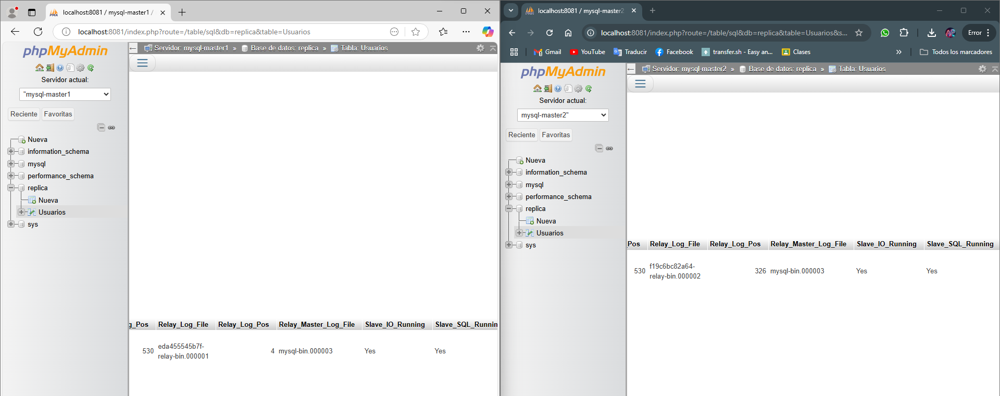 localhost:8081 / mysql-master1 /
localhost:8081/index.php?route=/table/sql&db=replica&table=Usuarios
phpMyAdmin
Servidor actual:
"mysql-master1
Reciente Favoritas
Nueva
information_schema
mysql
performance_schema
replica
Nueva
Usuarios
sys
Servidor: mysql-master1 » Base de datos: replica » Tabla: Usuarios
g_Pos Relay_Log_File Relay_Log_Pos Relay_Master_Log_File Slave_IO_Running Slave_SQL_Runnin
530 eda455545b7f-relay-bin.000001 4 mysql-bin.000003 Yes Yes
localhost:8081 / mysql-master2
localhost:8081/index.php?route=/table/sql&db=replica&table=Usuarios&s...
Error
Gmail YouTube Traducir Facebook transfer.sh - Easy an... Clases » Todos los marcadores
phpMyAdmin
Servidor actual:
mysql-master2"
Reciente Favoritas
Nueva
information_schema
mysql
performance_schema
replica
Nueva
Usuarios
sys
Servidor: mysql-master2 » Base de datos: replica » Tabla: Usuarios
_Pos Relay_Log_File Relay_Log_Pos Relay_Master_Log_File Slave_IO_Running Slave_SQL_Running
530 f19c6bc82a64-relay-bin.000002 326 mysql-bin.000003 Yes Yes